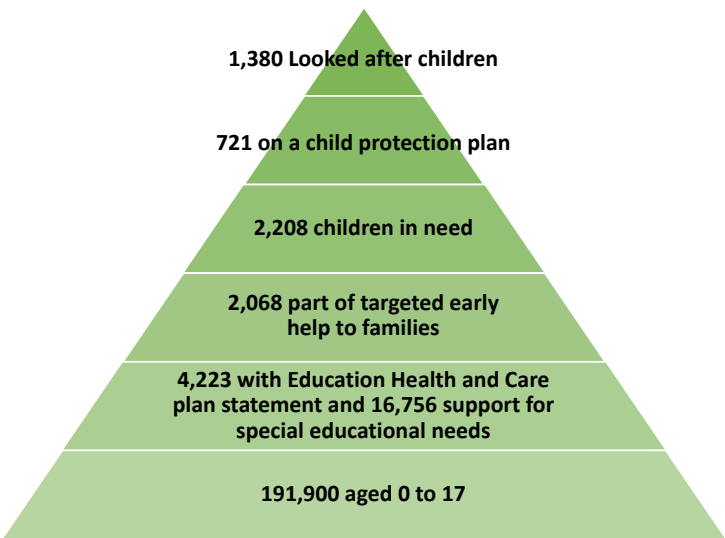 1,380 Looked after children
721 on a child protection plan
2,208 children in need
2,068 part of targeted early
help to families
4,223 with Education Health and Care
plan statement and 16,756 support for
special educational needs
191,900 aged 0 to 17